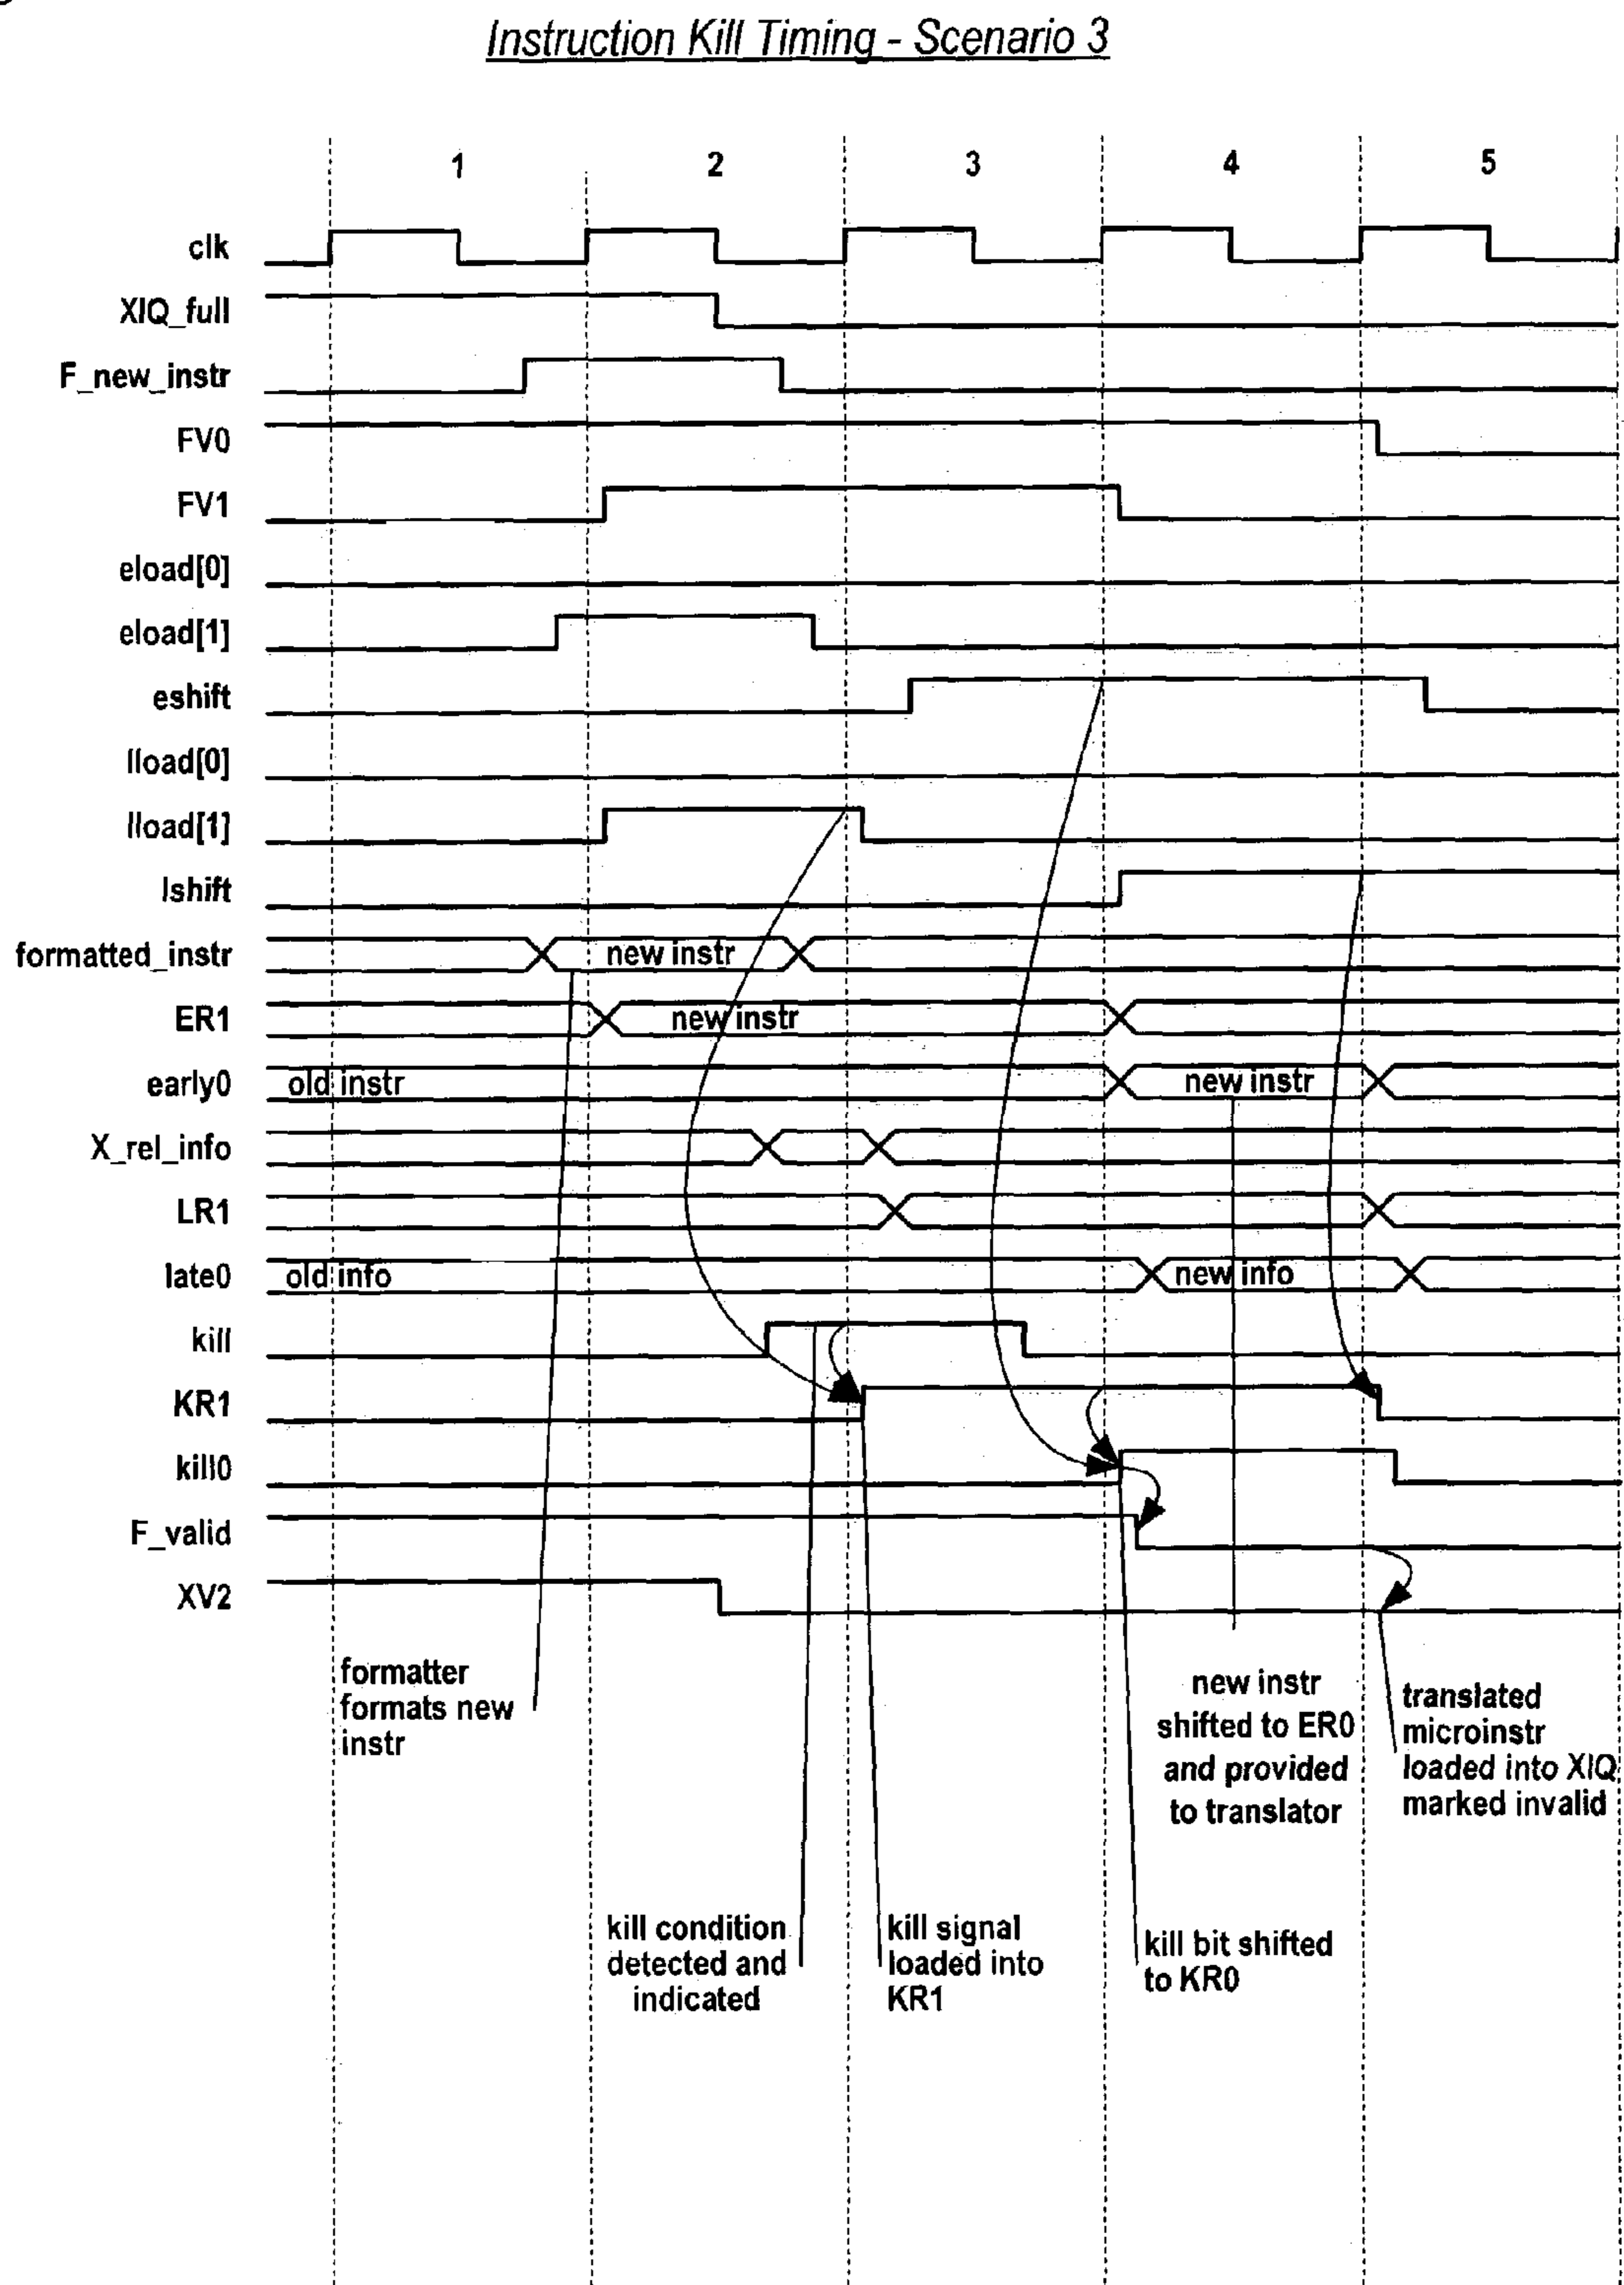 Instruction Kill Timing - Scenario 3
1 2 3 4 5
clk
XIQ_full
F_new_instr
FV0
FV1
eload[0]
eload[1]
eshift
lload[0]
lload[1]
lshift
formatted_instr new instr
ER1 new instr
early0 old instr new instr
X_rel_info
LR1
late0 old info new info
kill
KR1
kill0
F_valid
XV2
formatter
formats new
instr
new instr
shifted to ER0
and provided
to translator
translated
microinstr
loaded into XIQ
marked invalid
kill condition
detected and
indicated
kill signal
loaded into
KR1
kill bit shifted
to KR0